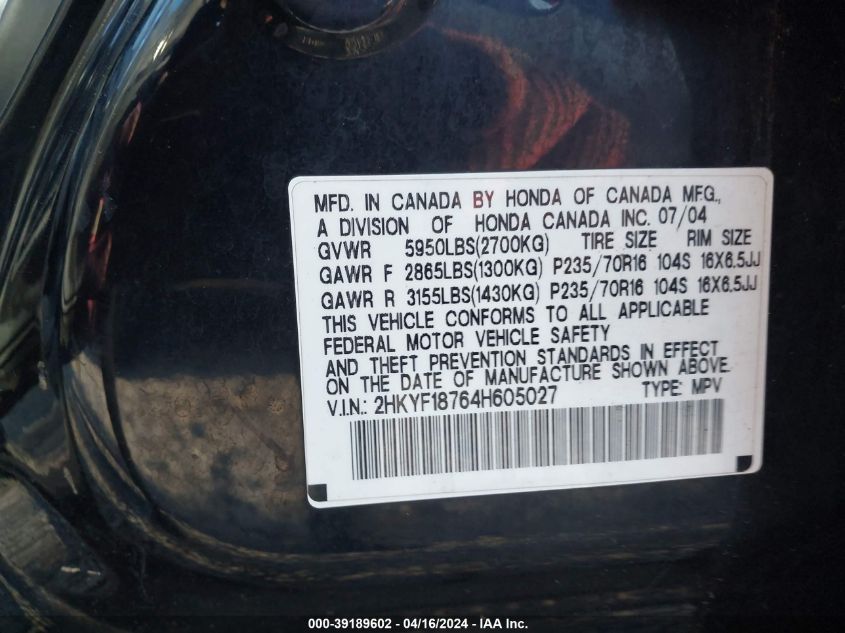 MFD. IN CANADA BY HONDA OF CANADA MFG.,
A DIVISION OF HONDA CANADA INC. 07/04
GVWR 5950LBS(2700KG) TIRE SIZE RIM SIZE
GAWR F 2865LBS(1300KG) P235/70R16 104S 16X6.5JJ
GAWR R 3155LBS(1430KG) P235/70R16 104S 16X6.5JJ
THIS VEHICLE CONFORMS TO ALL APPLICABLE
FEDERAL MOTOR VEHICLE SAFETY
AND THEFT PREVENTION STANDARDS IN EFFECT
ON THE DATE OF MANUFACTURE SHOWN ABOVE.
V.I.N.: 2HKYF18764H605027 TYPE: MPV
000-39189602 - 04/16/2024 - COPYRIGHT IAA, LLC.